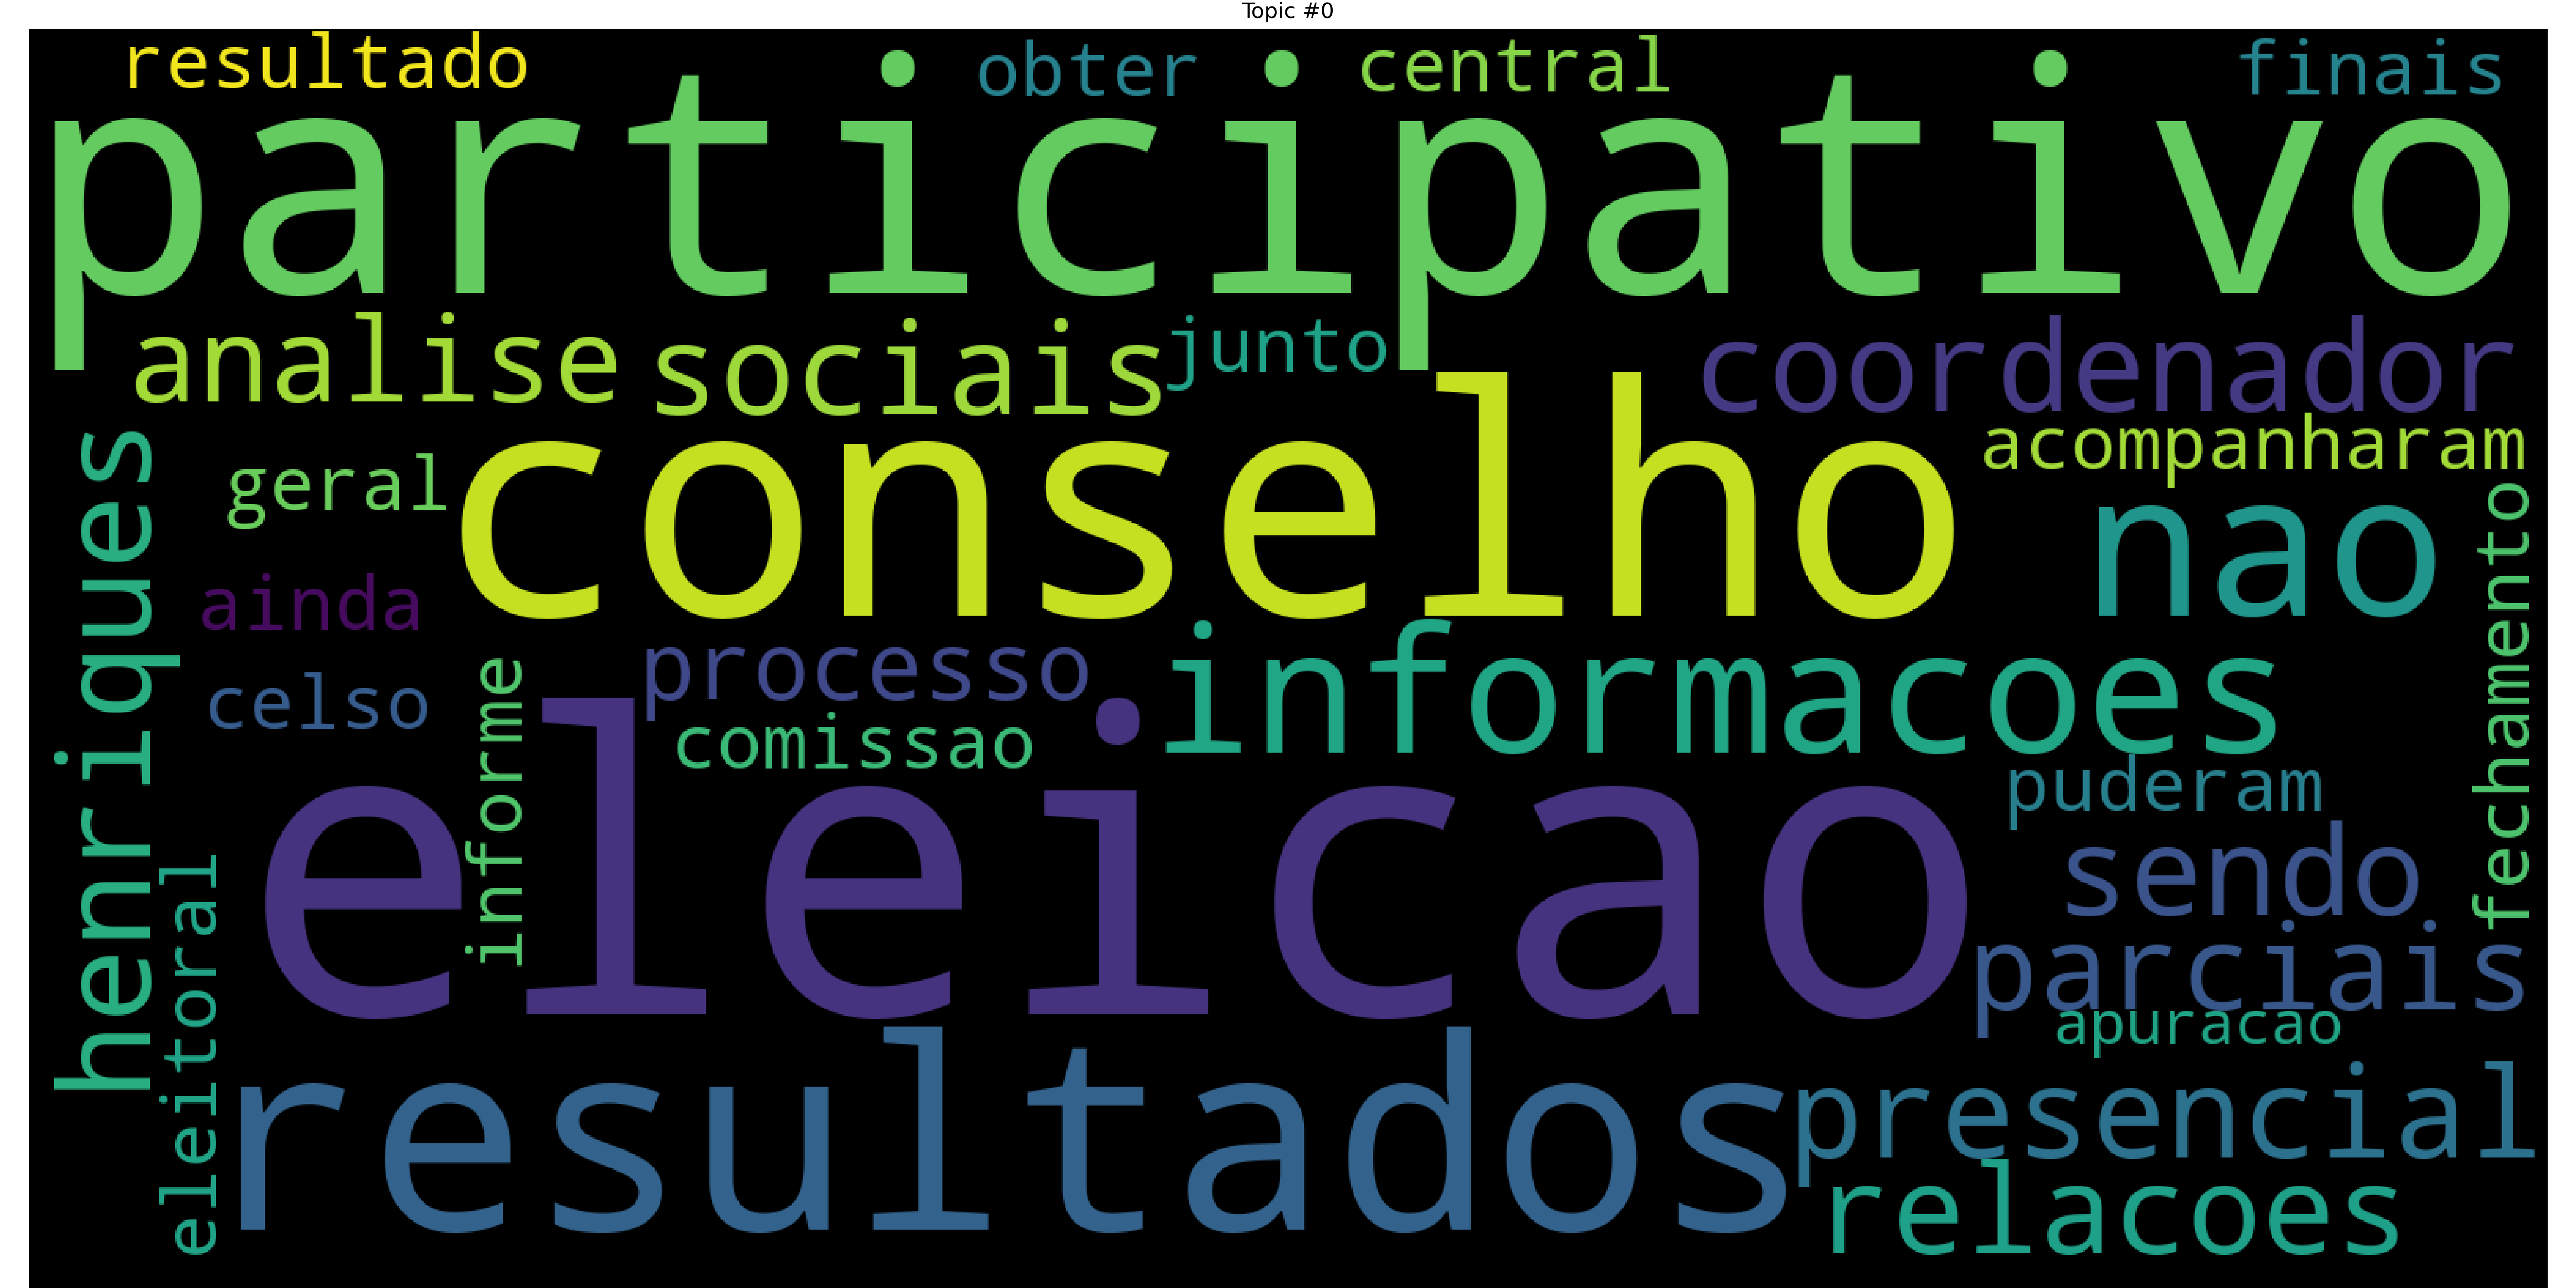 Topic #0
resultado
obter
central
finais
participativo
analise
sociais
junto
coordenador
acompanharam
henriques
geral
conselho
nao
fechamento
ainda
celso
informe
processo
comissao
informacoes
eleicao
puderam
sendo
parciais
apuracao
eleitoral
resultados
presencial
relacoes